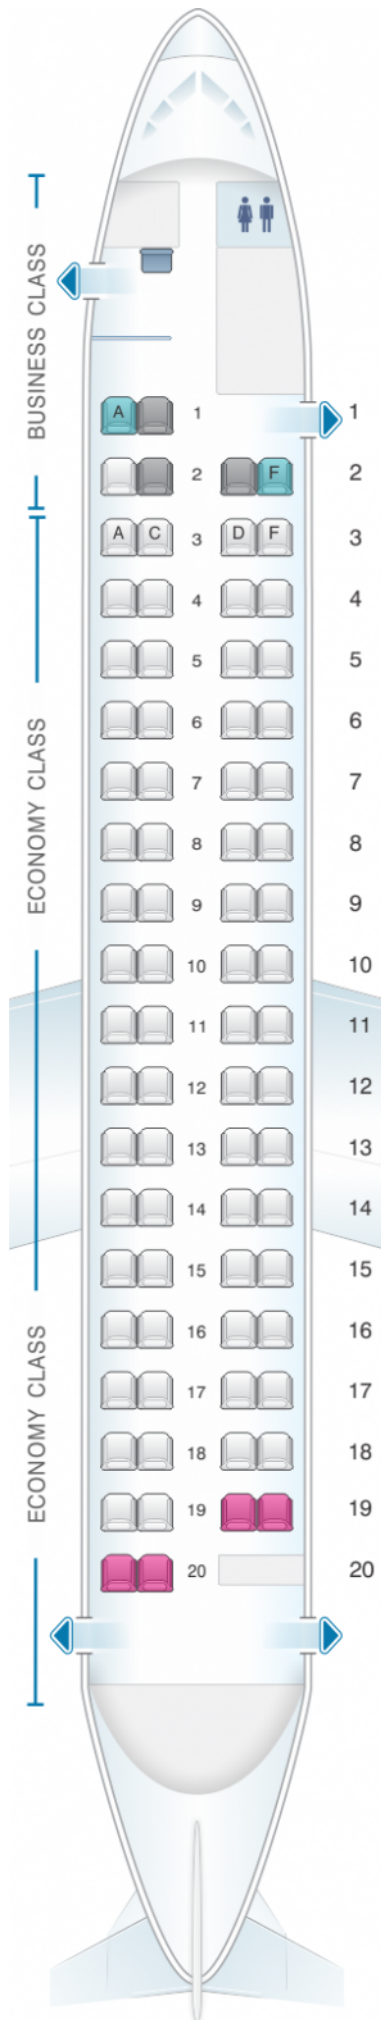 BUSINESS CLASS
A 1 1
2 F 2
A C 3 D F 3
4 4
5 5
6 6
ECONOMY CLASS
7 7
8 8
9 9
10 10
11 11
12 12
13 13
14 14
15 15
16 16
ECONOMY CLASS
17 17
18 18
19 19
20 20